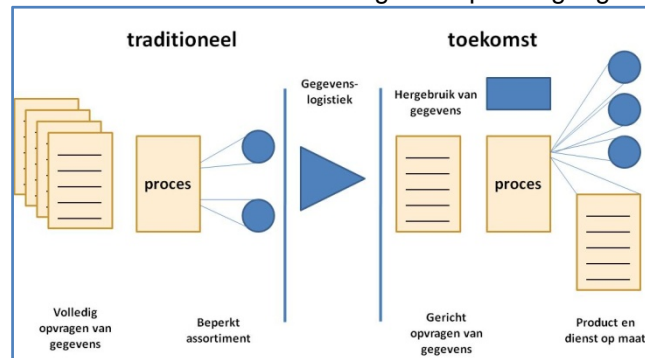 traditioneel
toekomst
Gegevens-
logistiek
Hergebruik van
gegevens
proces
proces
Volledig
opvragen van
gegevens
Beperkt
assortiment
Gericht
opvragen van
gegevens
Product en
dienst op maat